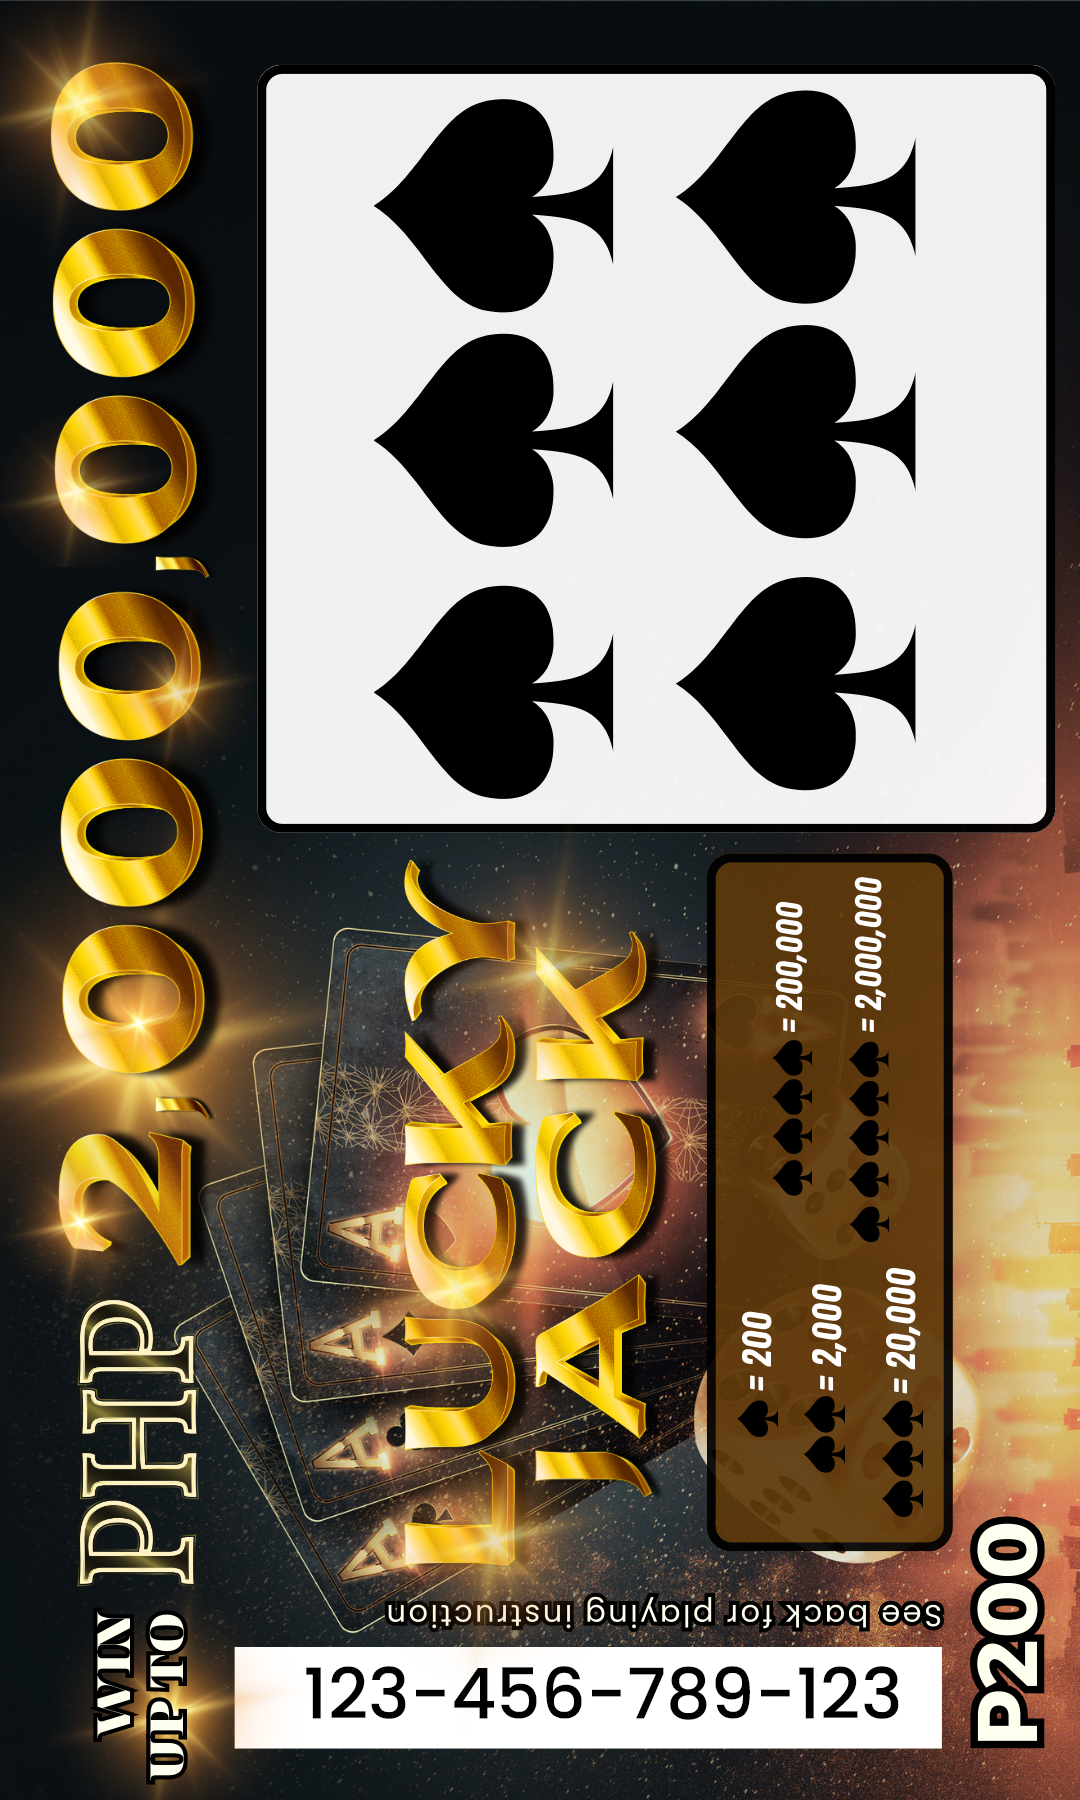 WIN
UP TO
PHP 2,000,000
LUCKY
JACK
A
A
A
A
♠ = 200
♠♠ = 2,000
♠♠♠ = 20,000
♠♠♠♠ = 200,000
♠♠♠♠♠ = 2,000,000
See back for playing instruction
123-456-789-123
P200